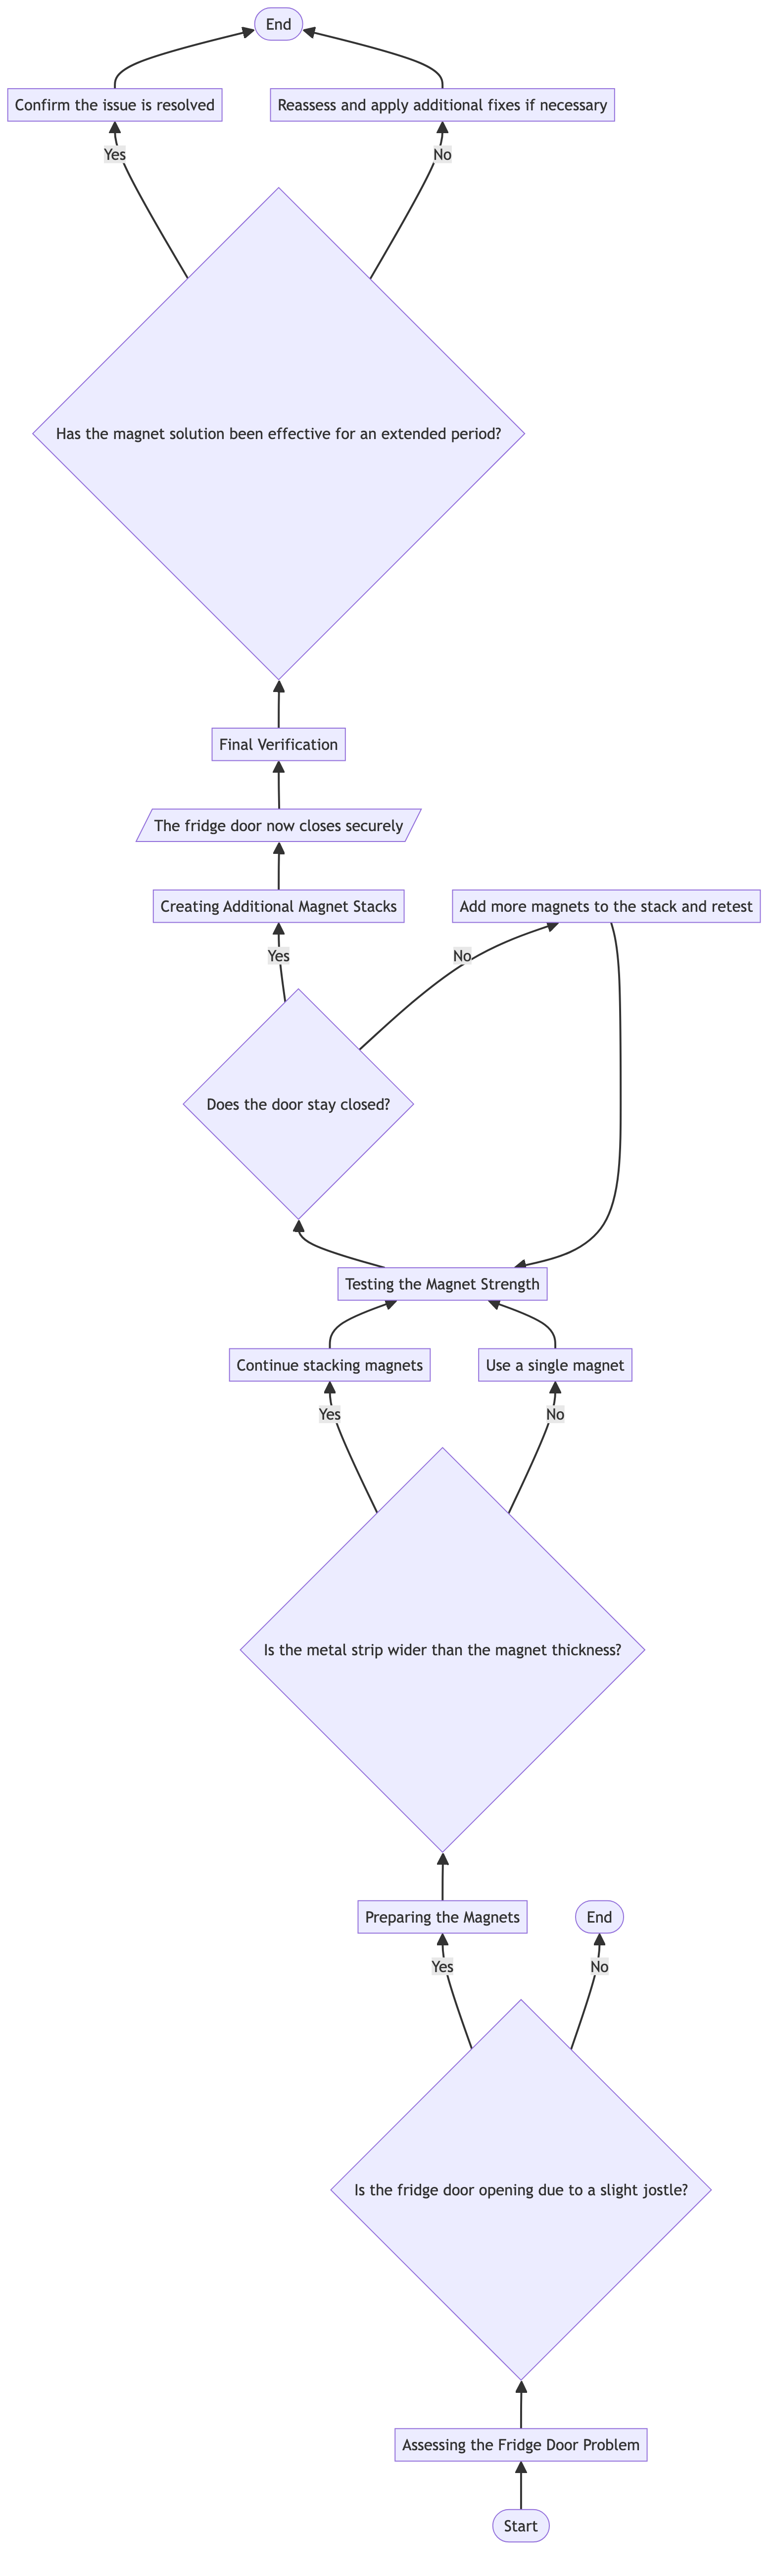 End
Confirm the issue is resolved
Reassess and apply additional fixes if necessary
Yes
No
Has the magnet solution been effective for an extended period?
Final Verification
The fridge door now closes securely
Creating Additional Magnet Stacks
Add more magnets to the stack and retest
Yes
No
Does the door stay closed?
Testing the Magnet Strength
Continue stacking magnets
Use a single magnet
Yes
No
Is the metal strip wider than the magnet thickness?
Preparing the Magnets
End
Yes
No
Is the fridge door opening due to a slight jostle?
Assessing the Fridge Door Problem
Start